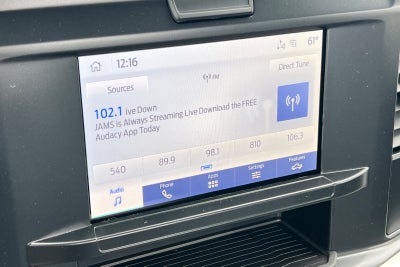 12:16
61°
Sources
FM
Direct Tune
102.1 ive Down
JAMS is Always Streaming Live Download the FREE
Audacy App Today
540 89.9 98.1 810 106.3
Audio Phone Apps Settings Features